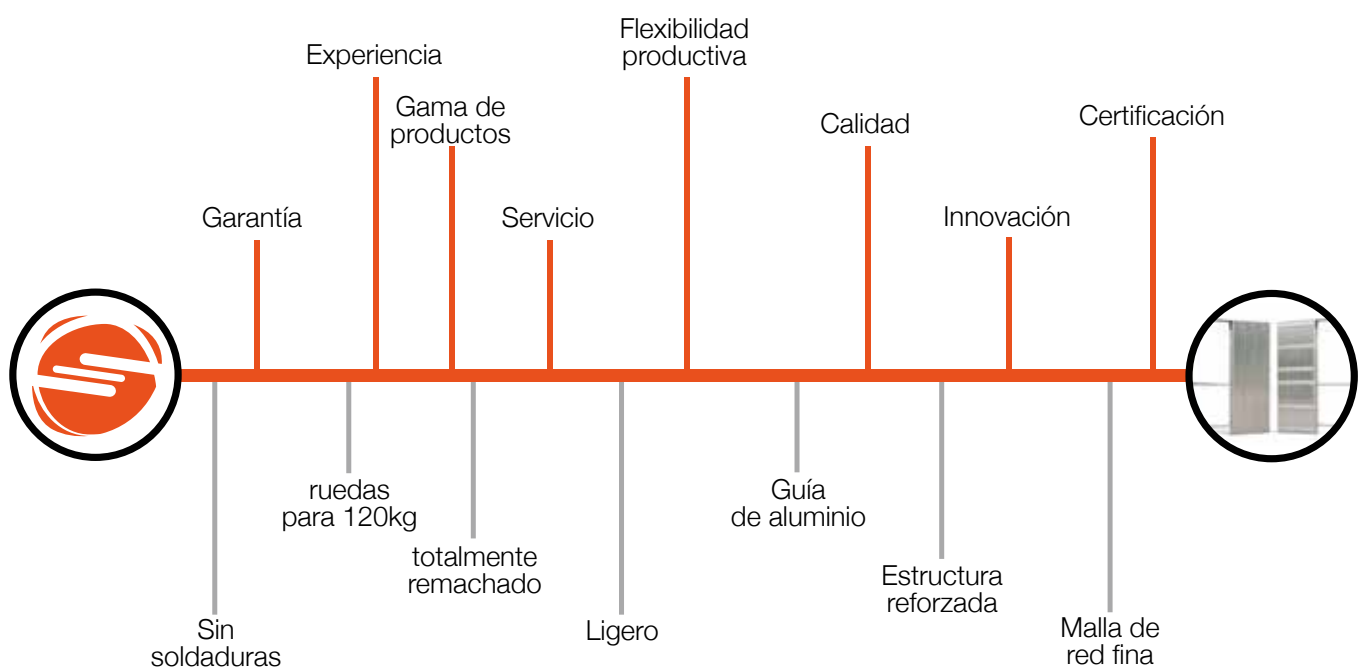 Flexibilidad
productiva
Experiencia
Gama de
productos
Calidad
Certificación
Garantía
Servicio
Innovación
ruedas
para 120kg
Guía
de aluminio
totalmente
remachado
Estructura
reforzada
Sin
soldaduras
Ligero
Malla de
red fina